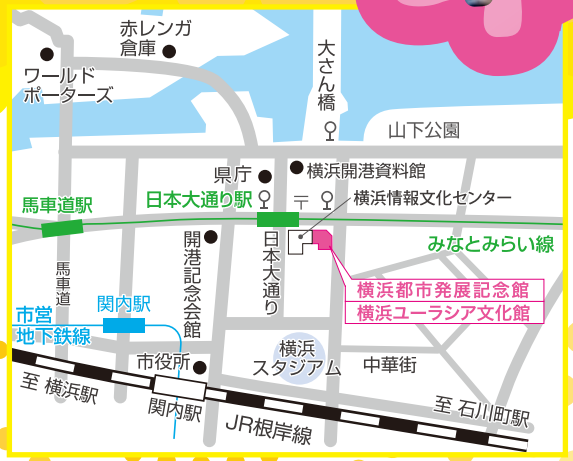 赤レンガ
倉庫
ワールド
ポーターズ
大さん橋
山下公園
県庁
横浜開港資料館
馬車道駅
日本大通り駅
〒
横浜情報文化センター
みなとみらい線
馬車道
開港記念会館
日本大通り
横浜都市発展記念館
横浜ユーラシア文化館
市営
地下鉄線
関内駅
市役所
横浜
スタジアム
中華街
至 横浜駅
関内駅
JR根岸線
至 石川町駅